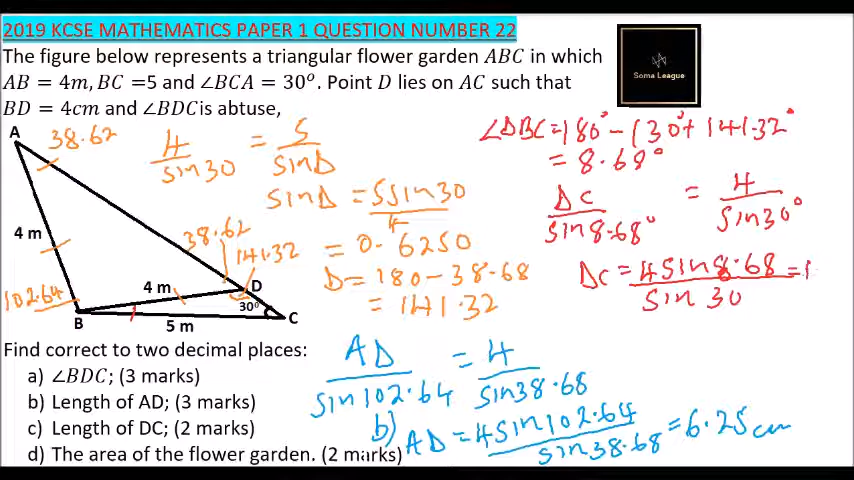 2019 KCSE MATHEMATICS PAPER 1 QUESTION NUMBER 22
The figure below represents a triangular flower garden ABC in which
AB = 4m, BC =5 and ∠BCA = 30°. Point D lies on AC such that
BD = 4cm and ∠BDC is abtuse,
Soma League
A
38.62
4/sin30 = 5/sinD
sinD = 5sin30/4
= 0.6250
D = 180 - 38.68
= 141.32
∠DBC = 180° - (30° + 141.32°
= 8.68°
DC/sin8.68° = 4/sin30°
DC = 4sin8.68/sin30 = 1
38.62
141.32
4 m
4 m
D
102.64
30°
B
5 m
C
Find correct to two decimal places:
a) ∠BDC; (3 marks)
b) Length of AD; (3 marks)
c) Length of DC; (2 marks)
d) The area of the flower garden. (2 marks)
AD/sin102.64 = 4/sin38.68
b) AD = 4sin102.64/sin38.68 = 6.25cm